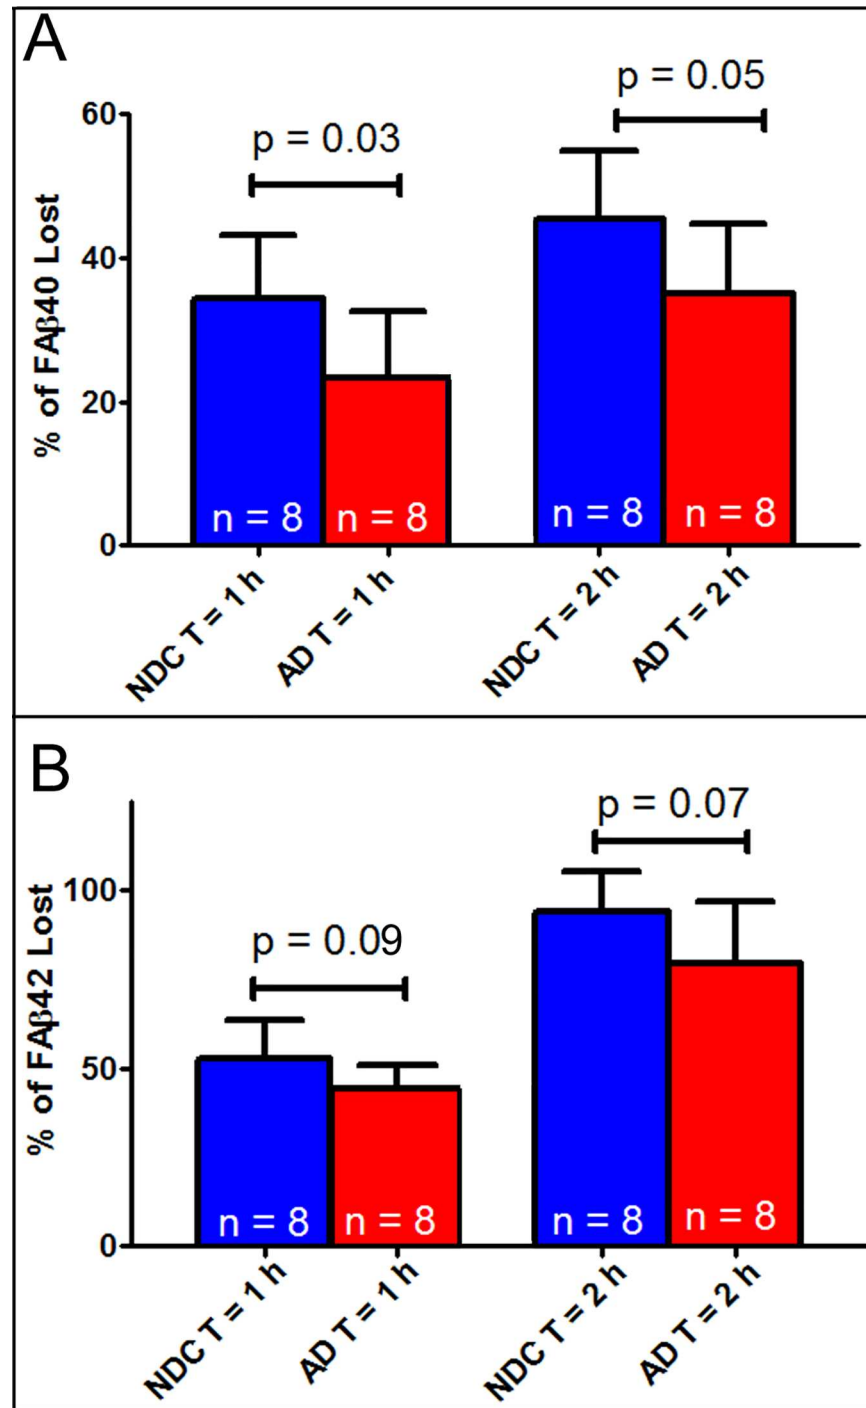 A
p = 0.05
p = 0.03
60
40
20
0
% of FAβ40 Lost
n = 8
n = 8
n = 8
n = 8
NDC T = 1 h
AD T = 1 h
NDC T = 2 h
AD T = 2 h
B
p = 0.07
p = 0.09
100
50
0
% of FAβ42 Lost
n = 8
n = 8
n = 8
n = 8
NDC T = 1 h
AD T = 1 h
NDC T = 2 h
AD T = 2 h